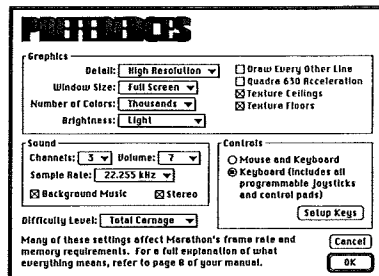 PREFERENCES
Graphics
Detail: High Resolution
Window Size: Full Screen
Number of Colors: Thousands
Brightness: Light
Draw Every Other Line
Quadra 630 Acceleration
Texture Ceilings
Texture Floors
Sound
Channels: 3 Volume: 7
Sample Rate: 22.255 kHz
Background Music Stereo
Controls
Mouse and Keyboard
Keyboard (includes all
programmable joysticks
and control pads)
Setup Keys
Difficulty Level: Total Carnage
Many of these settings affect Marathon's frame rate and
memory requirements. For a full explanation of what
everything means, refer to page 8 of your manual.
Cancel
OK